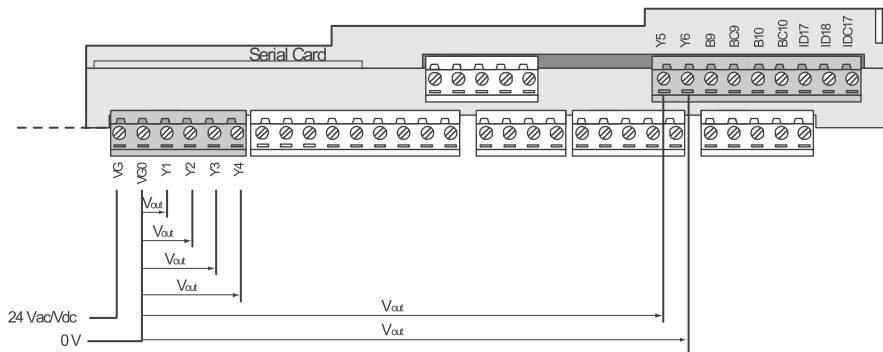 Serial Card
Y5
Y6
B9
BC9
B10
BC10
ID17
ID18
IDC17
VG
VG0
Y1
Y2
Y3
Y4
Vout
Vout
Vout
Vout
Vout
24 Vac/Vdc
Vout
0 V